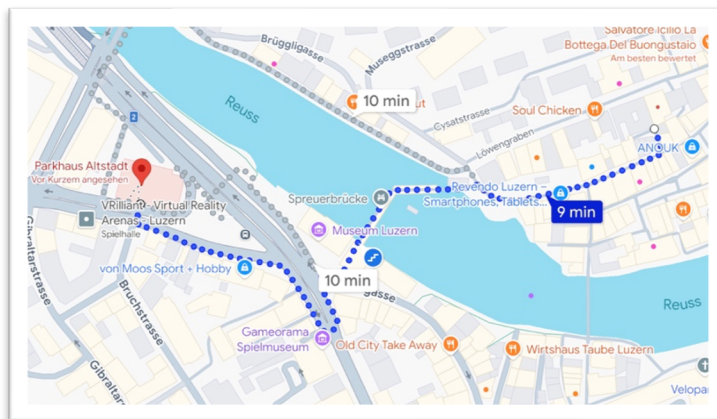 Salvatore Icilio La
Bottega Del Buongustaio
Am besten bewertet
Brüggligasse
Museggstrasse
10 min
ut
Soul Chicken
Cysatstrasse
Reuss
2
Löwengraben
ANOUK
Parkhaus Altstadt
Vor Kurzem angesehen
Revendo Luzern –
Smartphones, Tablets...
Spreuerbrücke
VRilliant - Virtual Reality
Arenas - Luzern
Spielhalle
9 min
Museum Luzern
Gibraltarstrasse
von Moos Sport + Hobby
10 min
gasse
Bruchstrasse
Reuss
Gameorama
Spielmuseum
Old City Take Away
Wirtshaus Taube Luzern
Gibraltar
Velopa